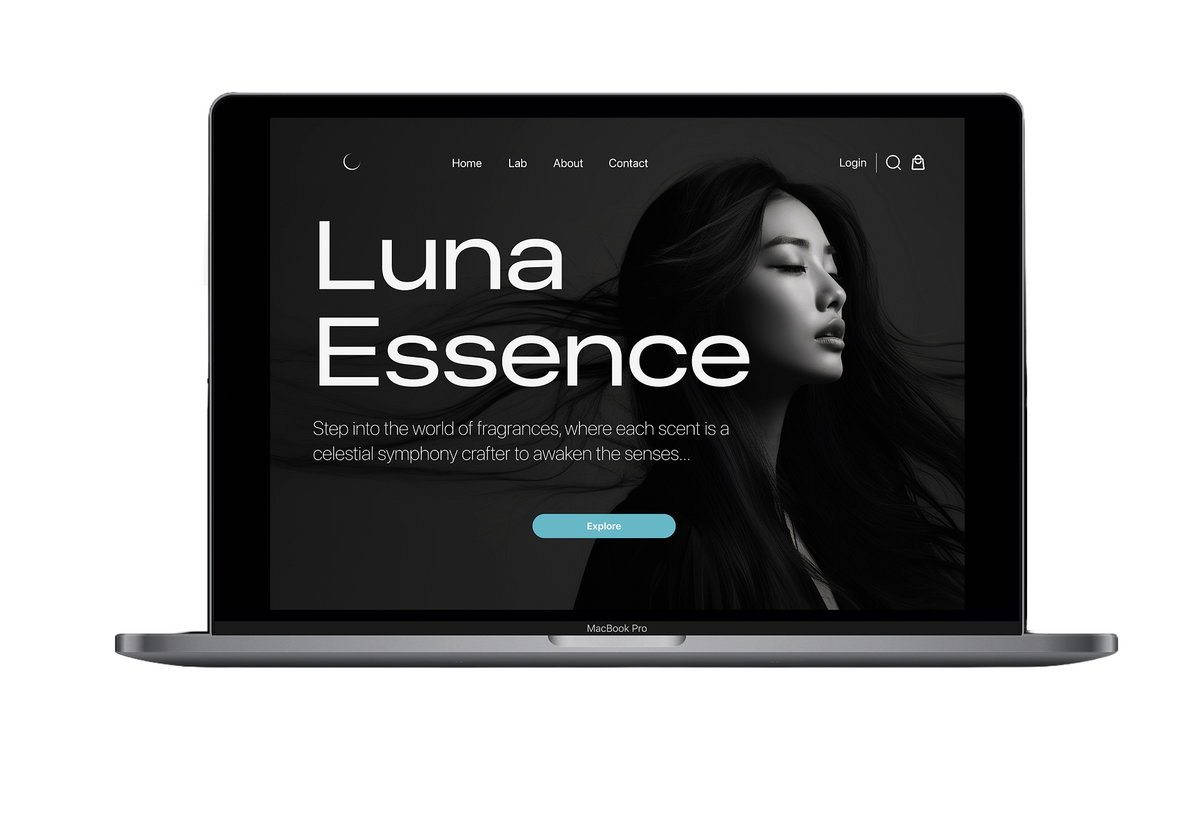 Home Lab About Contact Login
Luna
Essence
Step into the world of fragrances, where each scent is a
celestial symphony crafter to awaken the senses...
Explore
MacBook Pro